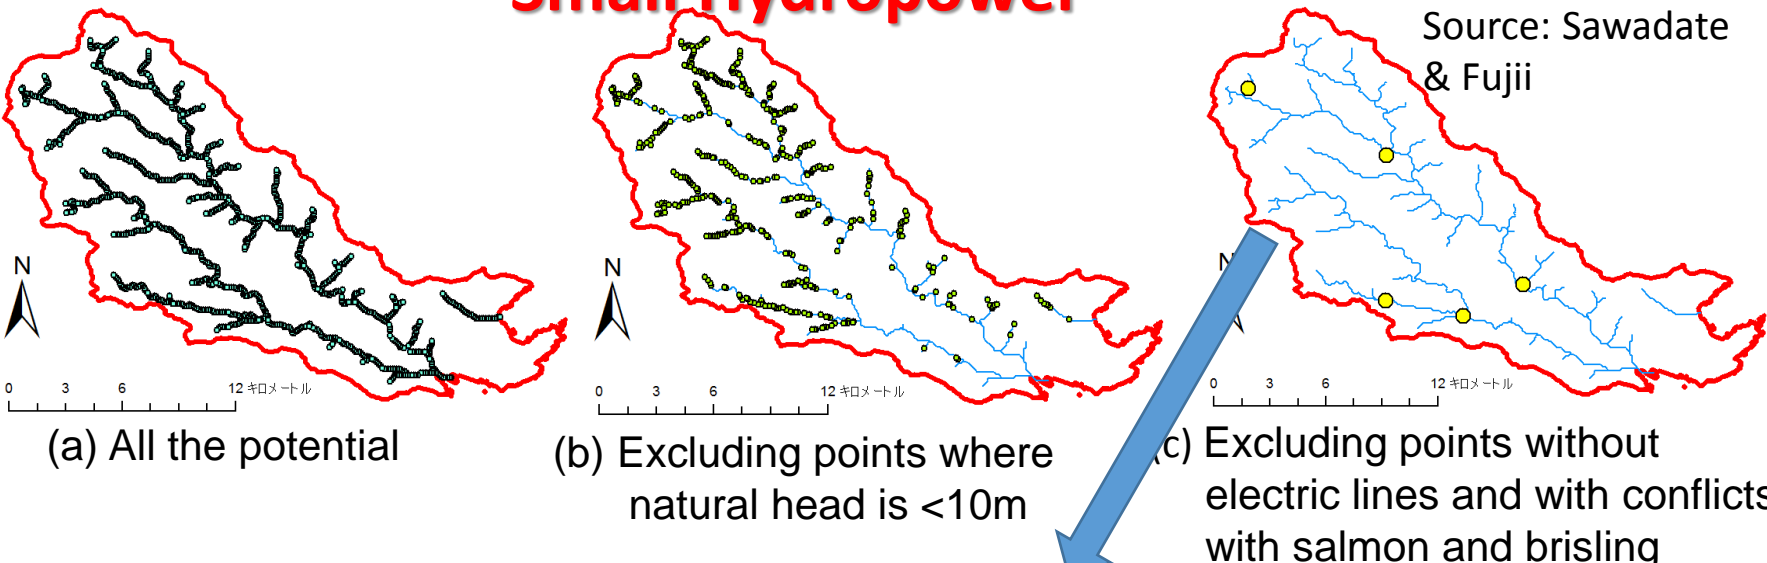 Small Hydropower
Source: Sawadate
& Fujii
N
N
N
0 3 6 12 キロメートル
0 3 6 12 キロメートル
0 3 6 12 キロメートル
(a) All the potential
(b) Excluding points where
natural head is <10m
(c) Excluding points without
electric lines and with conflicts
with salmon and brisling